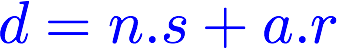 d = n.s + a.r